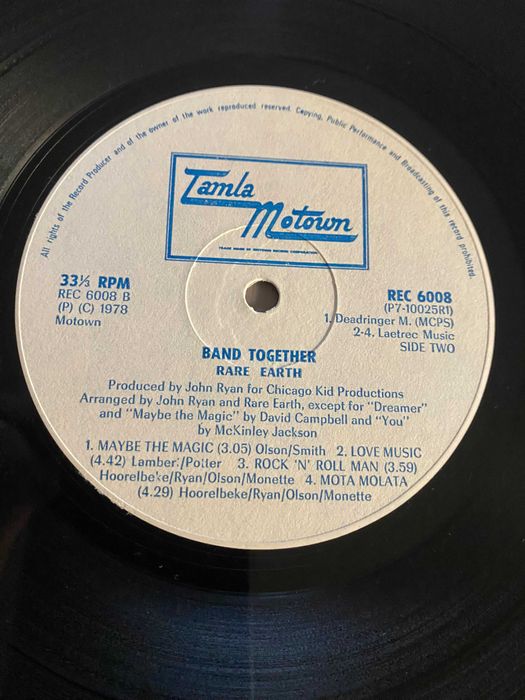 All rights of the Record Producer and of the owner of the work reproduced reserved. Copying, Public Performance and Broadcasting of this record prohibited.
Tamla
Motown
TRADE MARK OF MOTOWN RECORD CORPORATION
33⅓ RPM
REC 6008 B
(P) (C) 1978
Motown
REC 6008
(P7-10025R1)
1. Deadringer M. (MCPS)
2-4. Laetrec Music
SIDE TWO
BAND TOGETHER
RARE EARTH
Produced by John Ryan for Chicago Kid Productions
Arranged by John Ryan and Rare Earth, except for "Dreamer"
and "Maybe the Magic" by David Campbell and "You"
by McKinley Jackson
1. MAYBE THE MAGIC (3.05) Olson/Smith 2. LOVE MUSIC
(4.42) Lambert/Potter 3. ROCK 'N' ROLL MAN (3.59)
Hoorelbeke/Ryan/Olson/Monette 4. MOTA MOLATA
(4.29) Hoorelbeke/Ryan/Olson/Monette